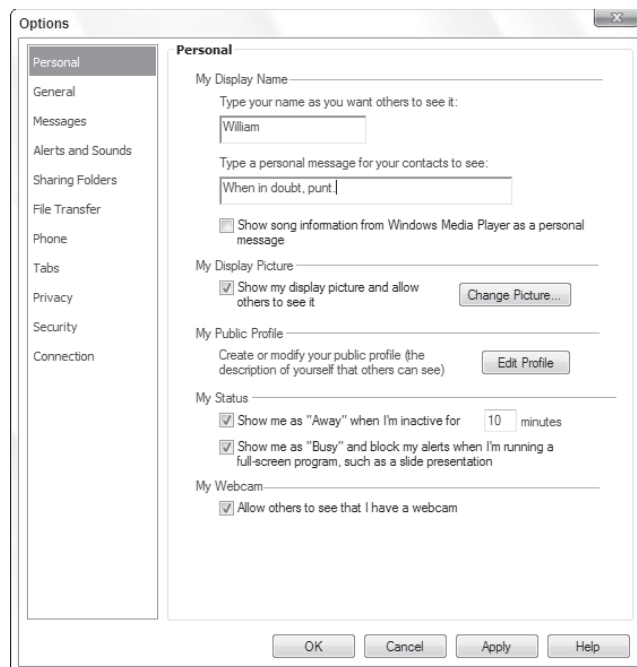 Options
Personal
General
Messages
Alerts and Sounds
Sharing Folders
File Transfer
Phone
Tabs
Privacy
Security
Connection
Personal
My Display Name
Type your name as you want others to see it:
William
Type a personal message for your contacts to see:
When in doubt, punt.
Show song information from Windows Media Player as a personal
message
My Display Picture
Show my display picture and allow
others to see it
Change Picture...
My Public Profile
Create or modify your public profile (the
description of yourself that others can see)
Edit Profile
My Status
Show me as "Away" when I'm inactive for 10 minutes
Show me as "Busy" and block my alerts when I'm running a
full-screen program, such as a slide presentation
My Webcam
Allow others to see that I have a webcam
OK Cancel Apply Help